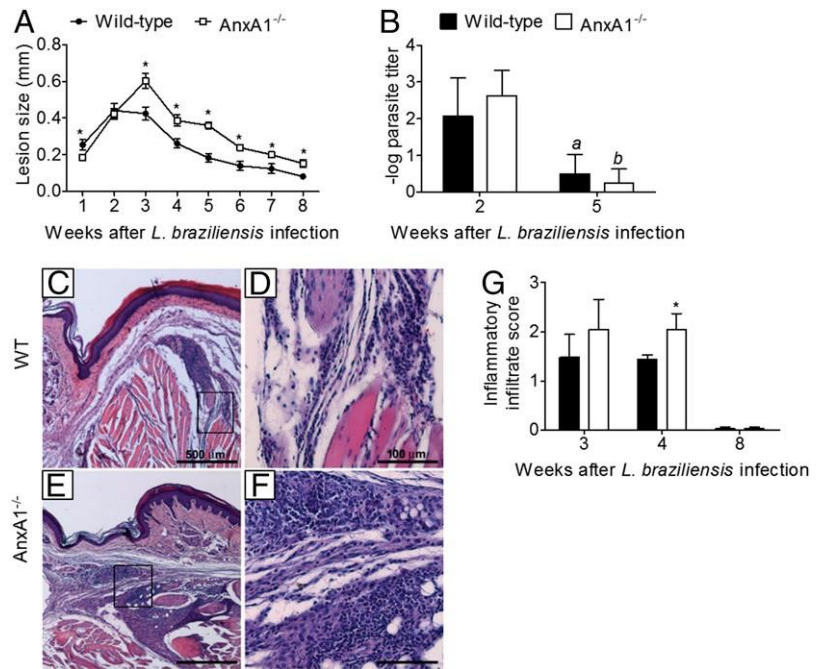 A
Wild-type
AnxA1-/-
Lesion size (mm)
0.8
0.6
0.4
0.2
0.0
*
*
*
*
*
*
*
1 2 3 4 5 6 7 8
Weeks after L. braziliensis infection
B
Wild-type
AnxA1-/-
-log parasite titer
4
3
2
1
0
a
b
2 5
Weeks after L. braziliensis infection
WT
C
500 µm
D
100 µm
AnxA1-/-
E
F
G
Inflammatory
infiltrate score
3
2
1
0
*
3 4 8
Weeks after L. braziliensis infection